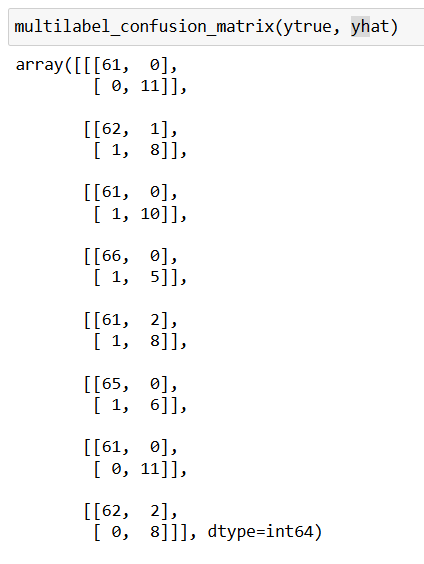 multilabel_confusion_matrix(ytrue, yhat)
array([[[61,  0],
        [ 0, 11]],
       [[62,  1],
        [ 1,  8]],
       [[61,  0],
        [ 1, 10]],
       [[66,  0],
        [ 1,  5]],
       [[61,  2],
        [ 1,  8]],
       [[65,  0],
        [ 1,  6]],
       [[61,  0],
        [ 0, 11]],
       [[62,  2],
        [ 0,  8]]], dtype=int64)